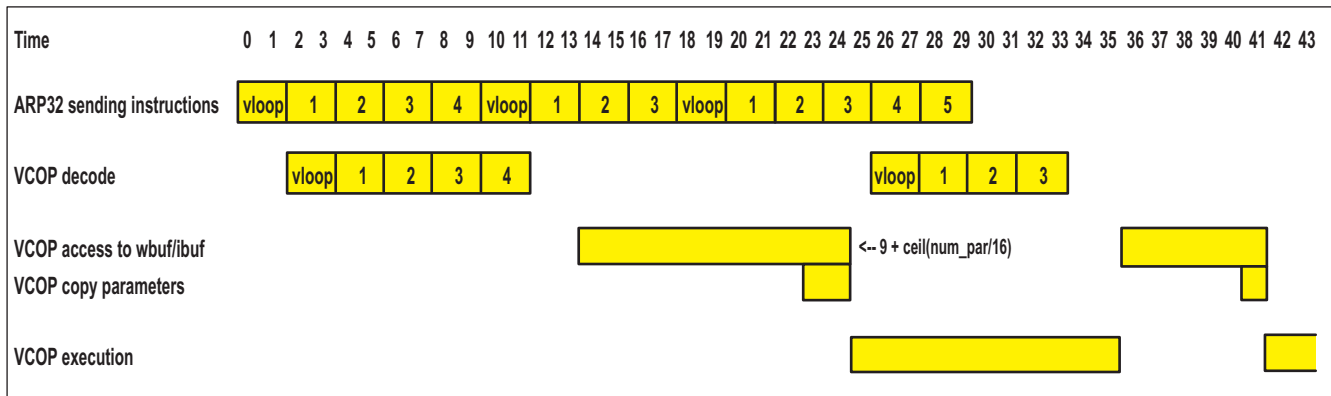 Time 0 1 2 3 4 5 6 7 8 9 10 11 12 13 14 15 16 17 18 19 20 21 22 23 24 25 26 27 28 29 30 31 32 33 34 35 36 37 38 39 40 41 42 43
ARP32 sending instructions vloop 1 2 3 4 vloop 1 2 3 vloop 1 2 3 4 5
VCOP decode vloop 1 2 3 4 vloop 1 2 3
VCOP access to wbuf/ibuf <-- 9 + ceil(num_par/16)
VCOP copy parameters
VCOP execution